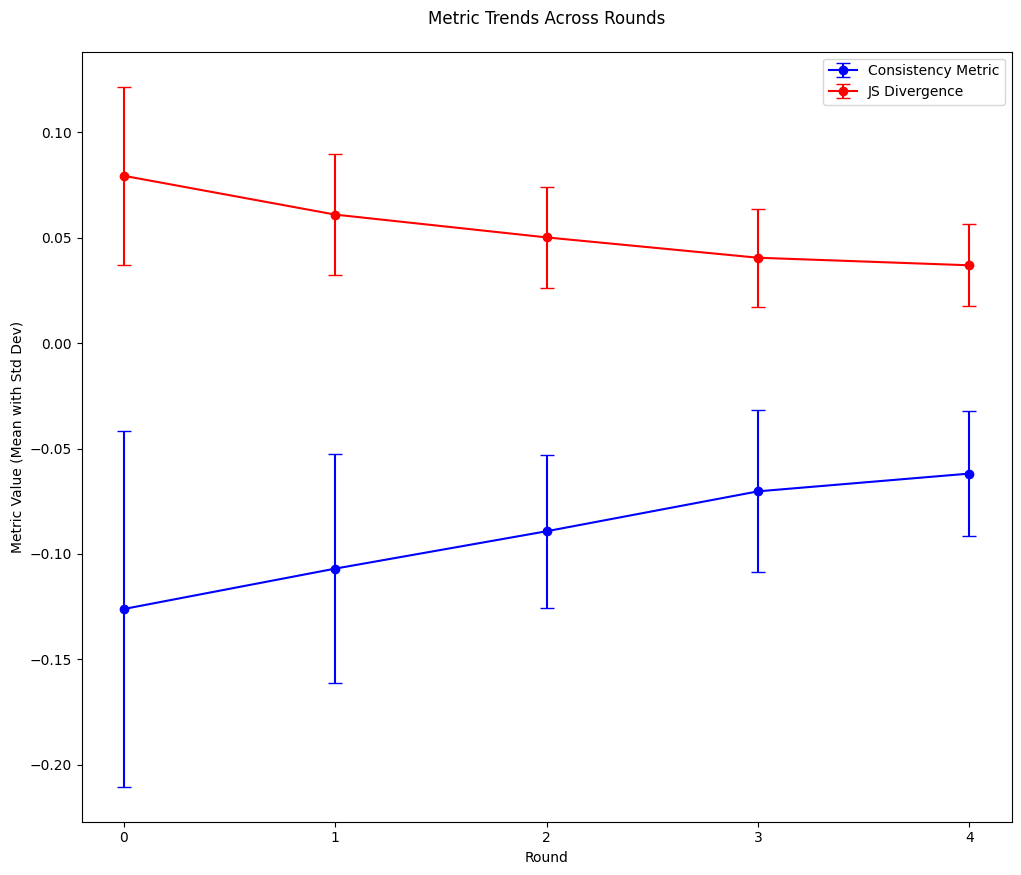 Metric Trends Across Rounds
Consistency Metric
JS Divergence
Metric Value (Mean with Std Dev)
0.10
0.05
0.00
−0.05
−0.10
−0.15
−0.20
0 1 2 3 4
Round